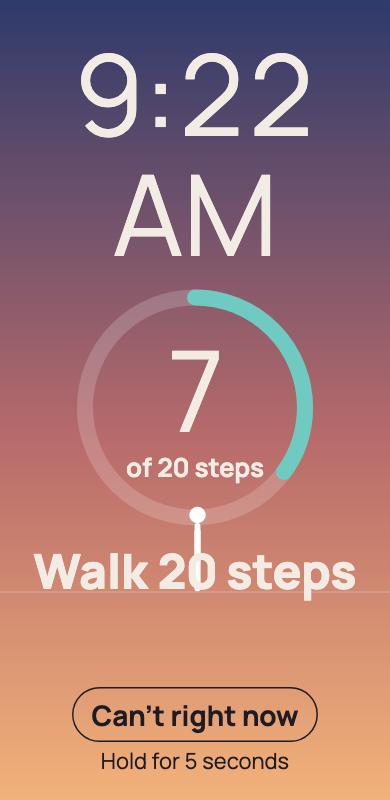 9:22
AM
7
of 20 steps
Walk 20 steps
Can't right now
Hold for 5 seconds